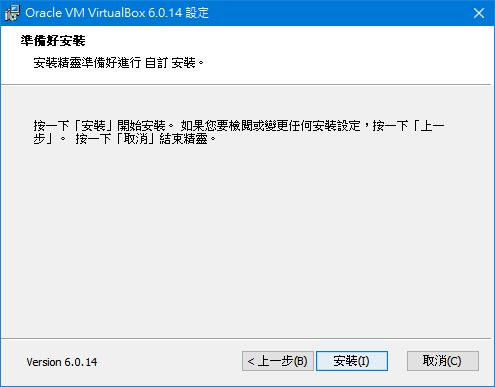 Oracle VM VirtualBox 6.0.14 設定
準備好安裝
安裝精靈準備好進行 自訂 安裝。
按一下「安裝」開始安裝。 如果您要檢閱或變更任何安裝設定，按一下「上一
步」。 按一下「取消」結束精靈。
Version 6.0.14
< 上一步(B)
安裝(I)
取消(C)